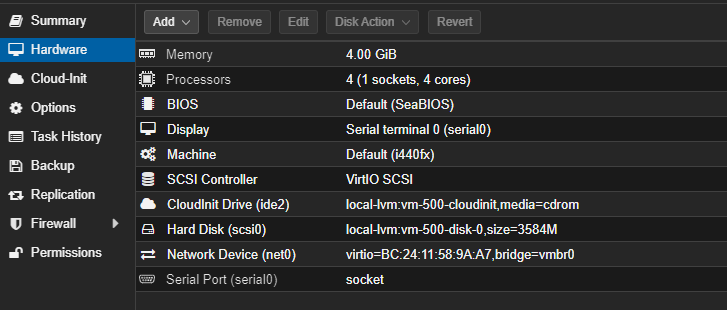 Summary
Hardware
Cloud-Init
Options
Task History
Backup
Replication
Firewall
Permissions
Add Remove Edit Disk Action Revert
Memory 4.00 GiB
Processors 4 (1 sockets, 4 cores)
BIOS Default (SeaBIOS)
Display Serial terminal 0 (serial0)
Machine Default (i440fx)
SCSI Controller VirtIO SCSI
CloudInit Drive (ide2) local-lvm:vm-500-cloudinit,media=cdrom
Hard Disk (scsi0) local-lvm:vm-500-disk-0,size=3584M
Network Device (net0) virtio=BC:24:11:58:9A:A7,bridge=vmbr0
Serial Port (serial0) socket